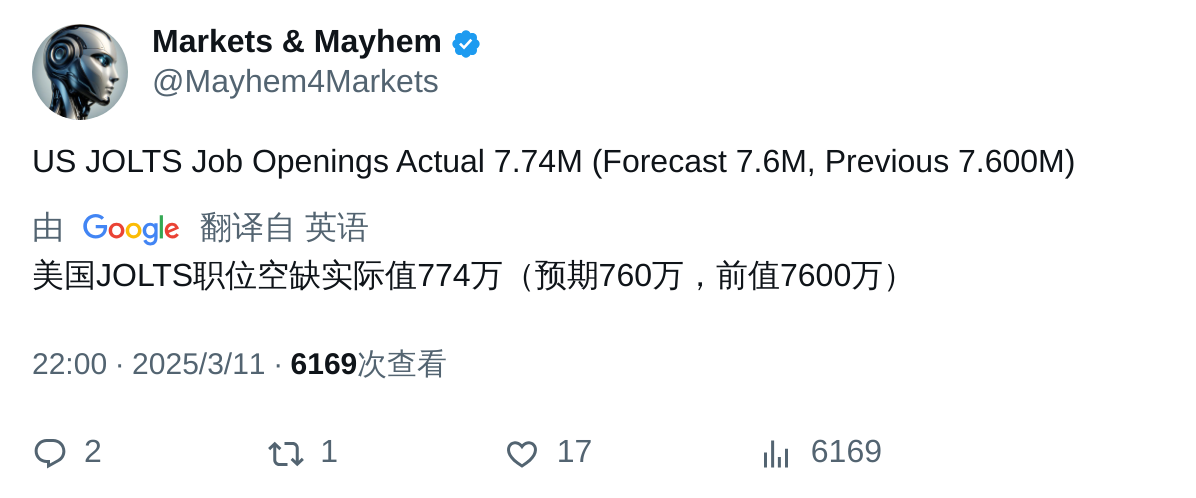 Markets & Mayhem
@Mayhem4Markets
US JOLTS Job Openings Actual 7.74M (Forecast 7.6M, Previous 7.600M)
由 Google 翻译自 英语
美国JOLTS职位空缺实际值774万（预期760万，前值7600万）
22:00 · 2025/3/11 · 6169次查看
2 1 17 6169